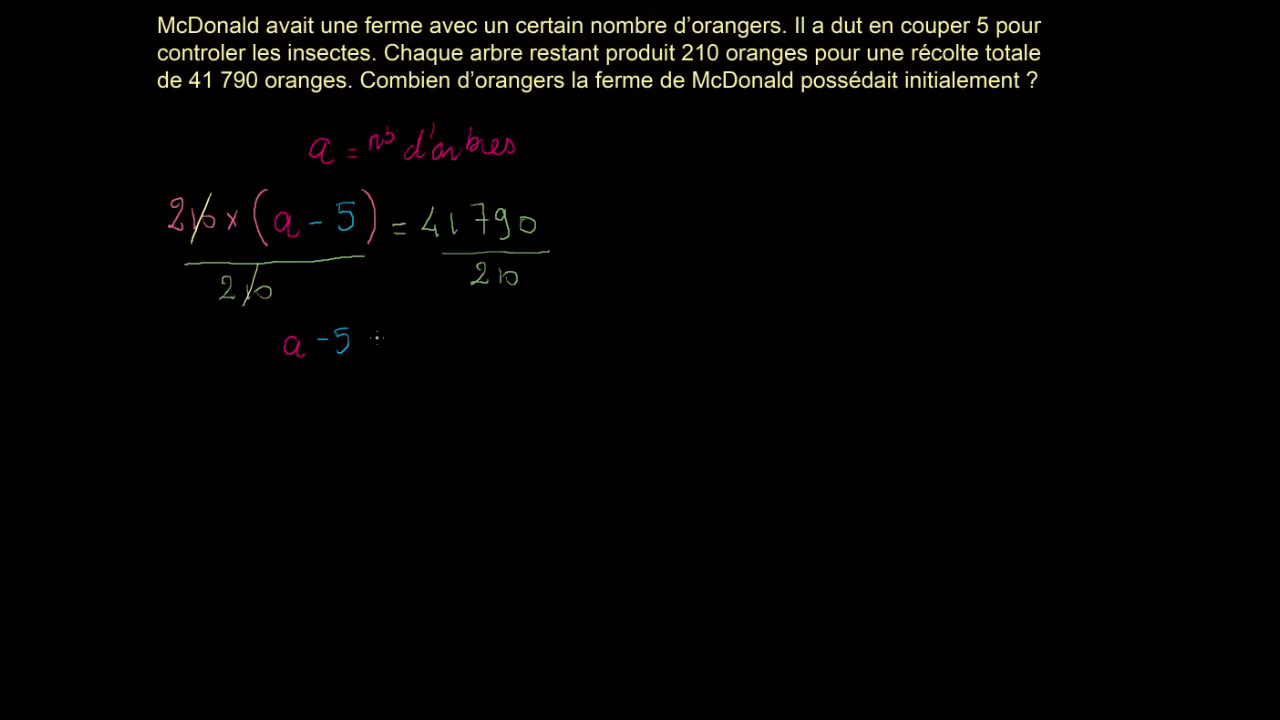 McDonald avait une ferme avec un certain nombre d’orangers. Il a dut en couper 5 pour
controler les insectes. Chaque arbre restant produit 210 oranges pour une récolte totale
de 41 790 oranges. Combien d’orangers la ferme de McDonald possédait initialement ?
a = nb d'arbres
210 × (a - 5) = 41 790
210 210
a - 5